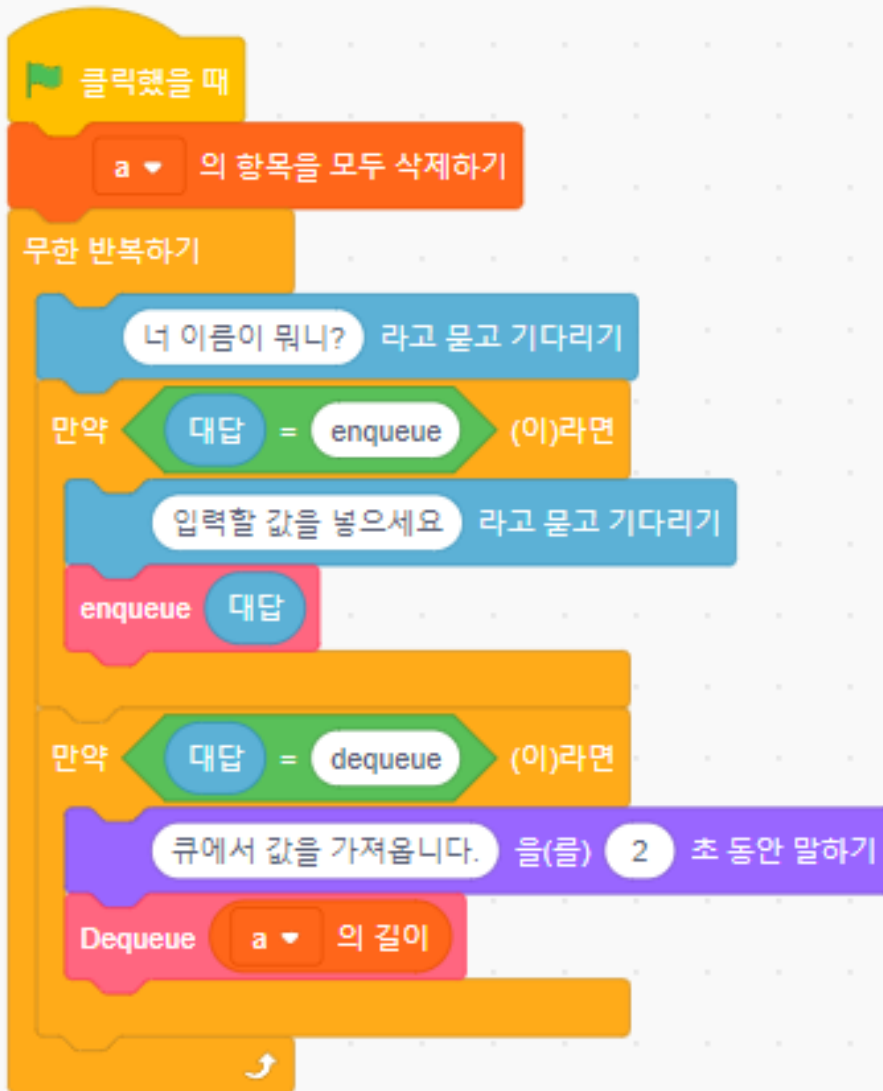 클릭했을 때
a 의 항목을 모두 삭제하기
무한 반복하기
너 이름이 뭐니? 라고 묻고 기다리기
만약 대답 = enqueue (이)라면
입력할 값을 넣으세요 라고 묻고 기다리기
enqueue 대답
만약 대답 = dequeue (이)라면
큐에서 값을 가져옵니다. 을(를) 2 초 동안 말하기
Dequeue a 의 길이